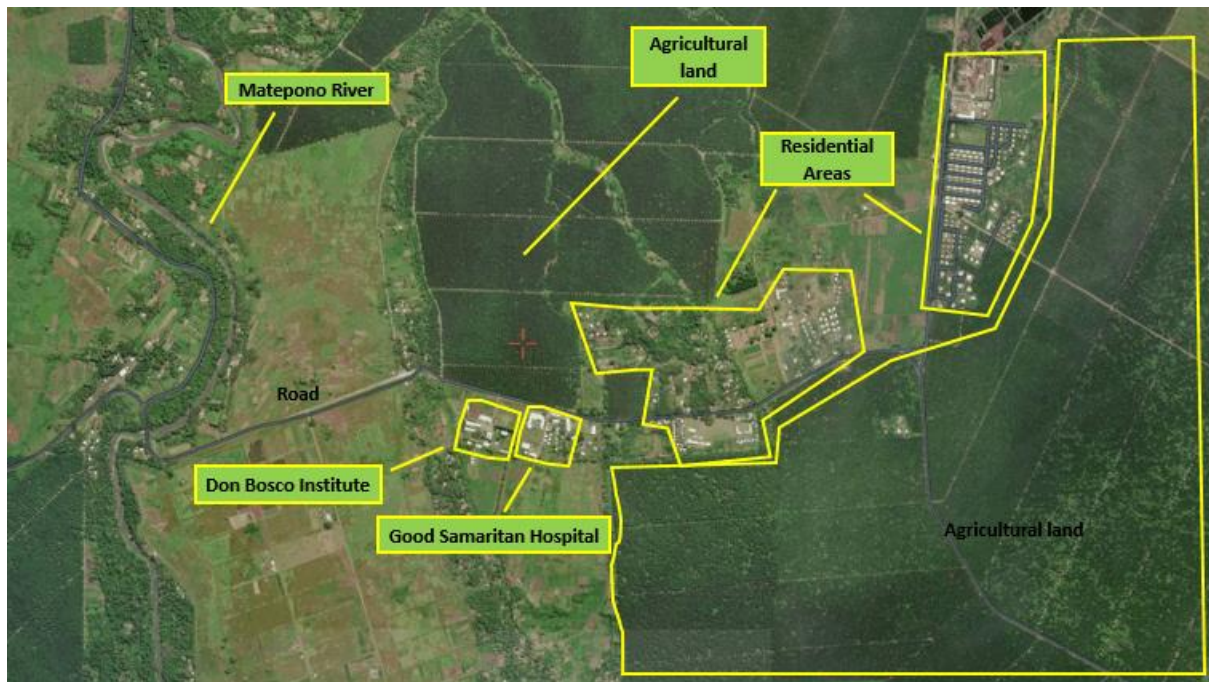 Agricultural
land
Matepono River
Residential
Areas
Road
Don Bosco Institute
Good Samaritan Hospital
Agricultural land